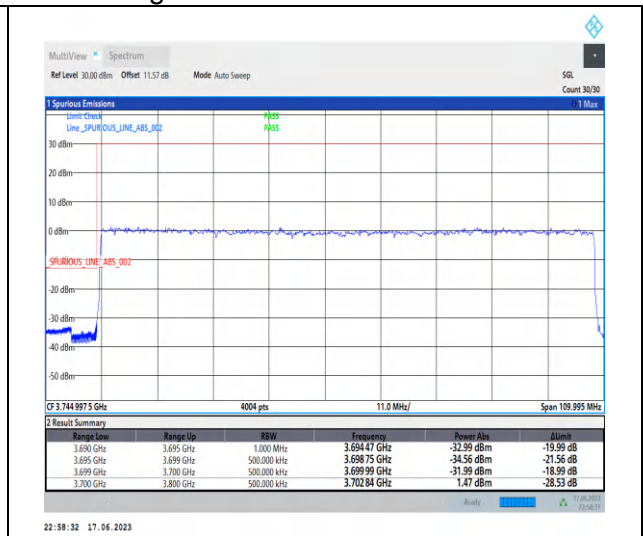 MultiView Spectrum
Ref Level 30.00 dBm Offset 11.57 dB Mode Auto Sweep SGL
Count 30/30
1 Spurious Emissions 1 Max
Limit Check PASS
Line _SPURIOUS_LINE_ABS_002 PASS
30 dBm
20 dBm
10 dBm
0 dBm
_SPURIOUS_LINE_ABS_002
-20 dBm
-30 dBm
-40 dBm
-50 dBm
CF 3.744 997 5 GHz 4004 pts 11.0 MHz/ Span 109.995 MHz
2 Result Summary
Range Low Range Up RBW Frequency Power Abs ΔLimit
3.690 GHz 3.695 GHz 1.000 MHz 3.694 47 GHz -32.99 dBm -19.99 dB
3.695 GHz 3.699 GHz 500.000 kHz 3.698 75 GHz -34.56 dBm -21.56 dB
3.699 GHz 3.700 GHz 500.000 kHz 3.699 99 GHz -31.99 dBm -18.99 dB
3.700 GHz 3.800 GHz 500.000 kHz 3.702 84 GHz 1.47 dBm -28.53 dB
Ready 17.06.2023
22:58:32 17.06.2023